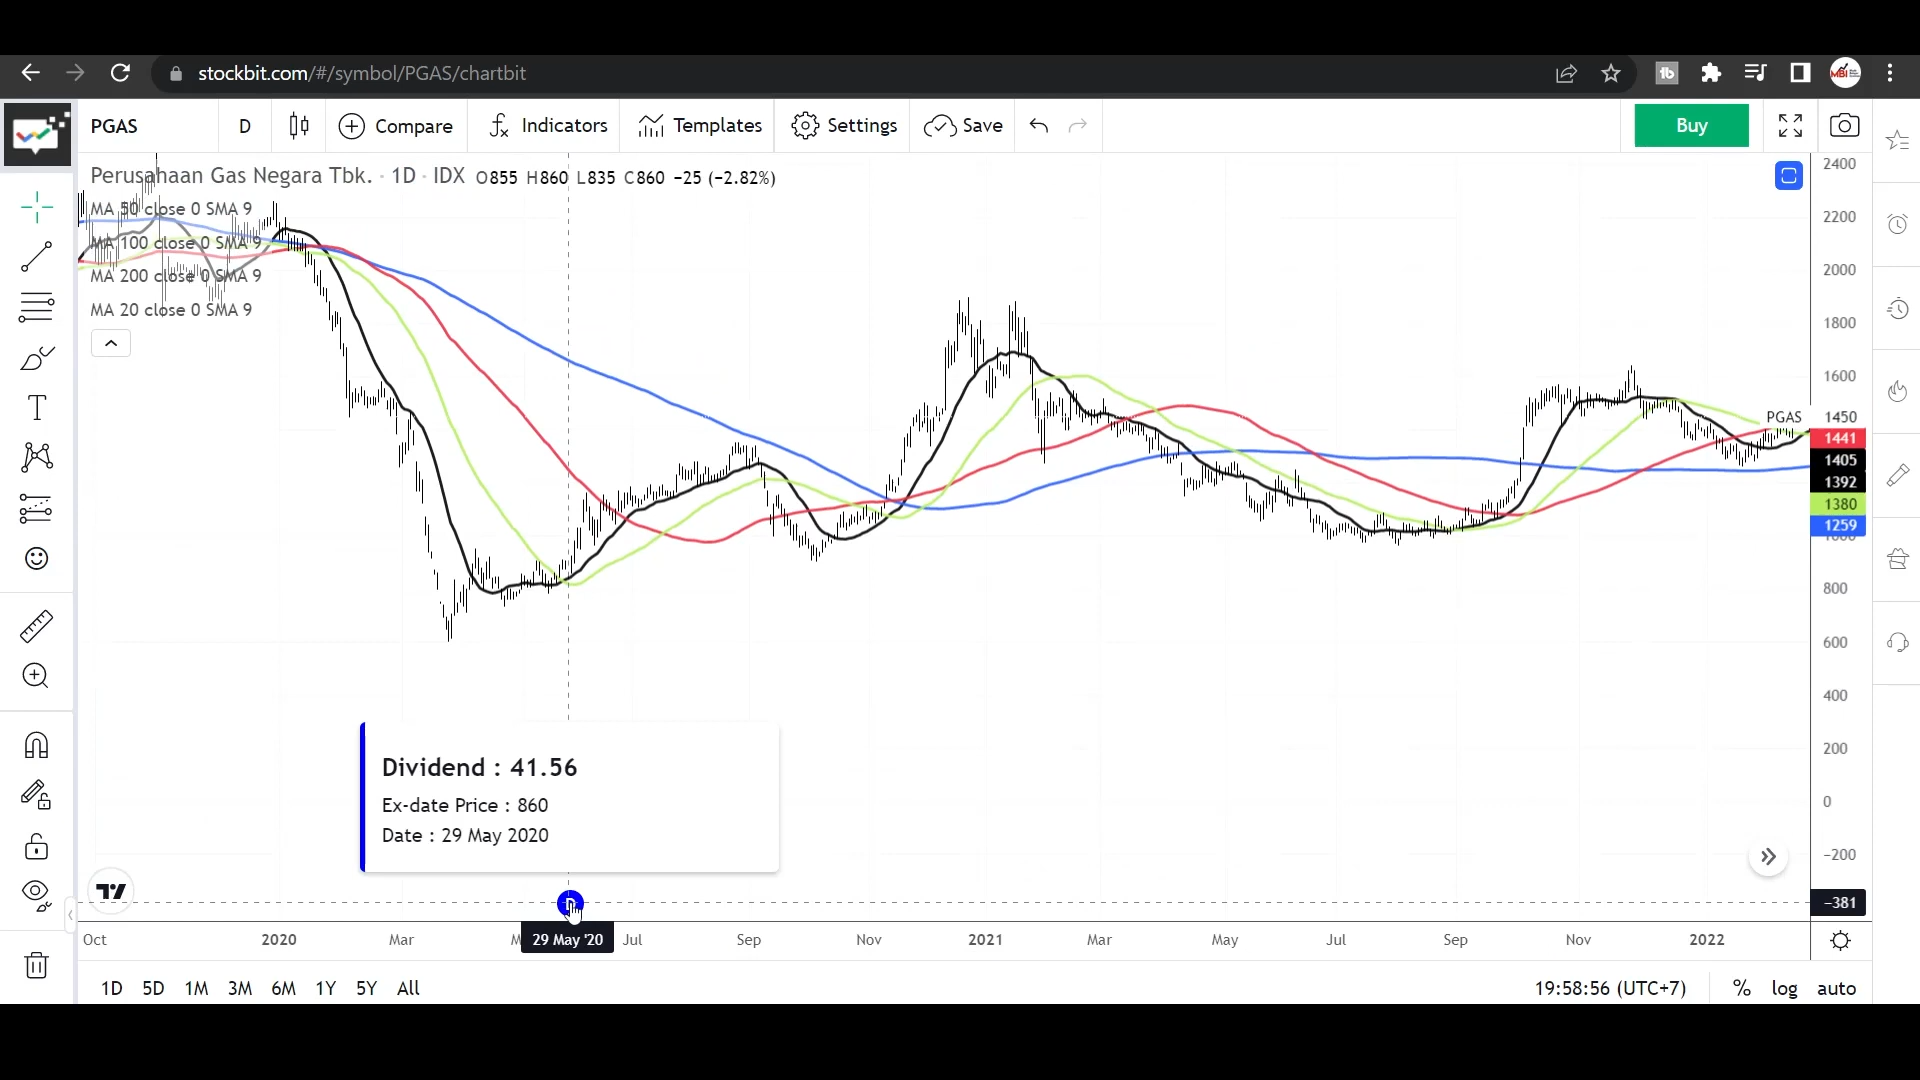 stockbit.com/#/symbol/PGAS/chartbit
PGAS D Compare Indicators Templates Settings Save Buy
Perusahaan Gas Negara Tbk. · 1D · IDX O855 H860 L835 C860 −25 (−2.82%)
MA 50 close 0 SMA 9
MA 100 close 0 SMA 9
MA 200 close 0 SMA 9
MA 20 close 0 SMA 9
2400
2200
2000
1800
1600
PGAS 1450
1441
1405
1392
1380
1259
1000
800
600
400
200
0
−200
−381
Dividend : 41.56
Ex-date Price : 860
Date : 29 May 2020
Oct 2020 Mar 29 May '20 Jul Sep Nov 2021 Mar May Jul Sep Nov 2022
1D 5D 1M 3M 6M 1Y 5Y All 19:58:56 (UTC+7) % log auto